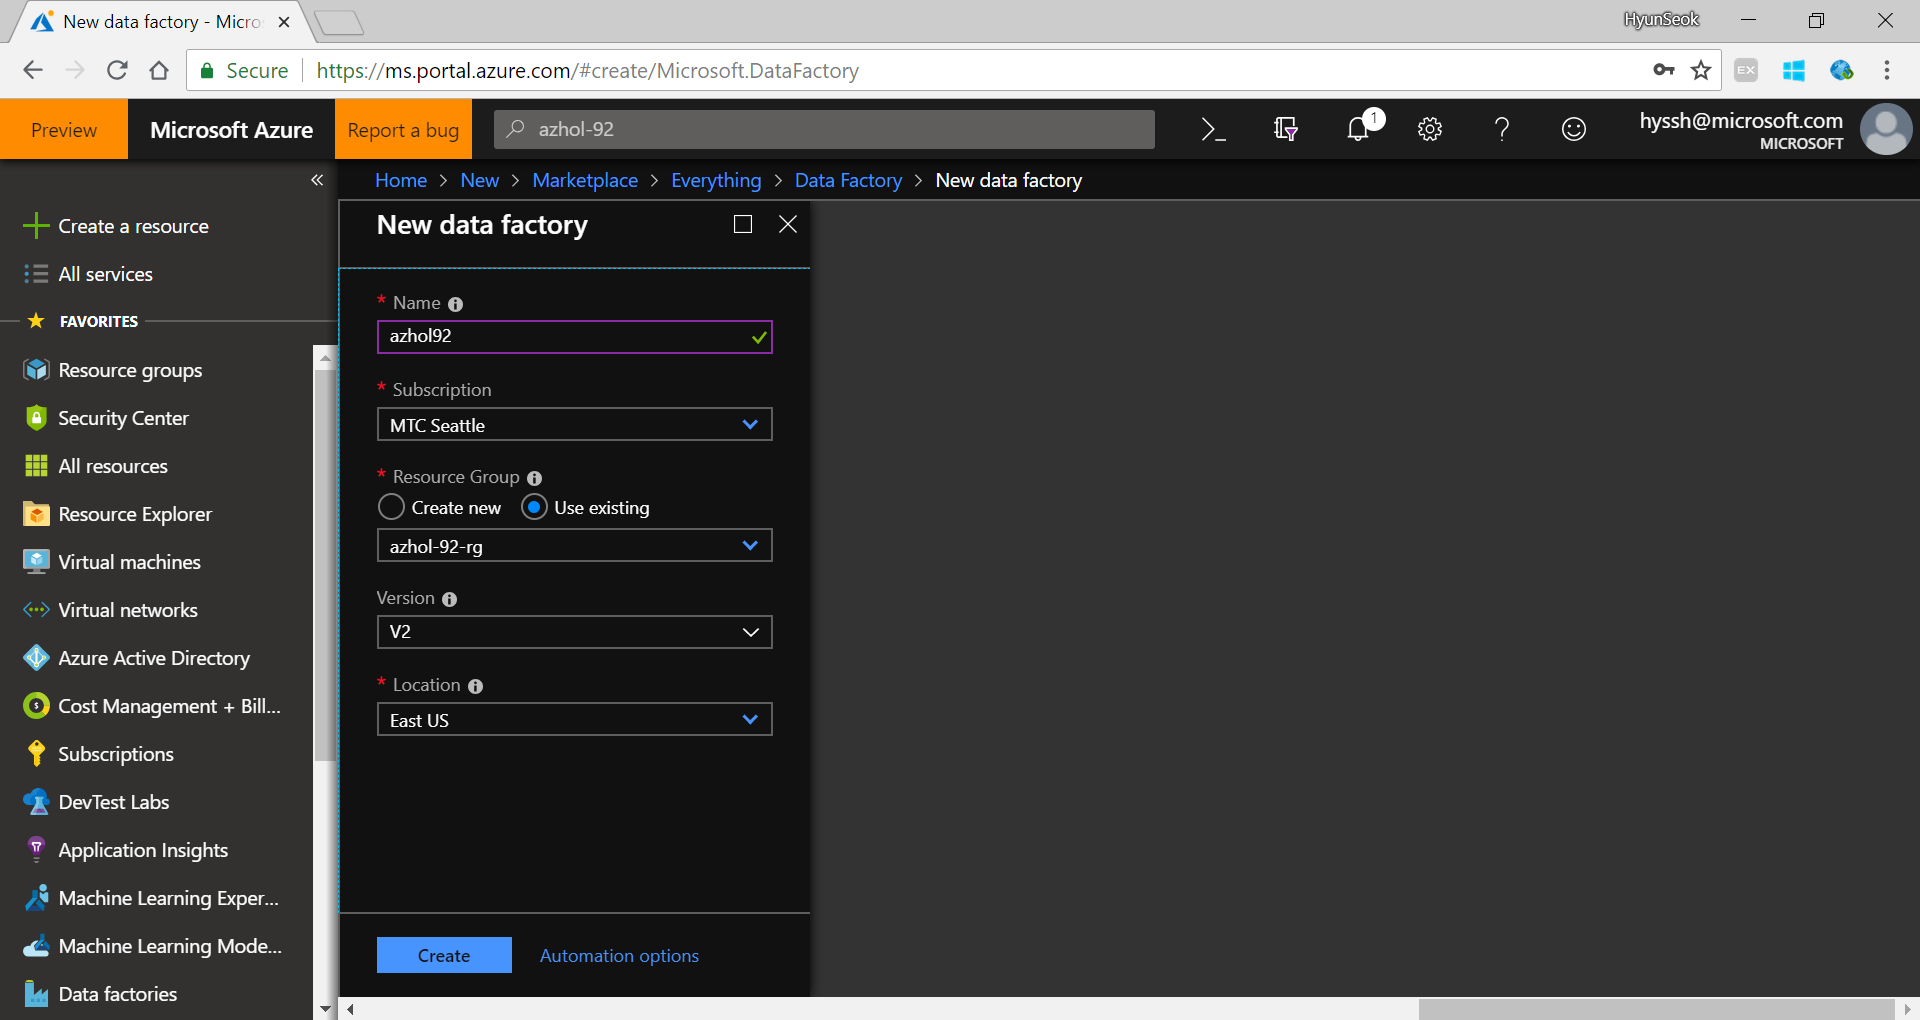 New data factory - Micro
HyunSeok
Secure
https://ms.portal.azure.com/#create/Microsoft.DataFactory
EX
Preview
Microsoft Azure
Report a bug
azhol-92
1
hyssh@microsoft.com
MICROSOFT
Home > New > Marketplace > Everything > Data Factory > New data factory
Create a resource
All services
FAVORITES
Resource groups
Security Center
All resources
Resource Explorer
Virtual machines
Virtual networks
Azure Active Directory
Cost Management + Bill...
Subscriptions
DevTest Labs
Application Insights
Machine Learning Exper...
Machine Learning Mode...
Data factories
New data factory
* Name
azhol92
* Subscription
MTC Seattle
* Resource Group
Create new Use existing
azhol-92-rg
Version
V2
* Location
East US
Create
Automation options